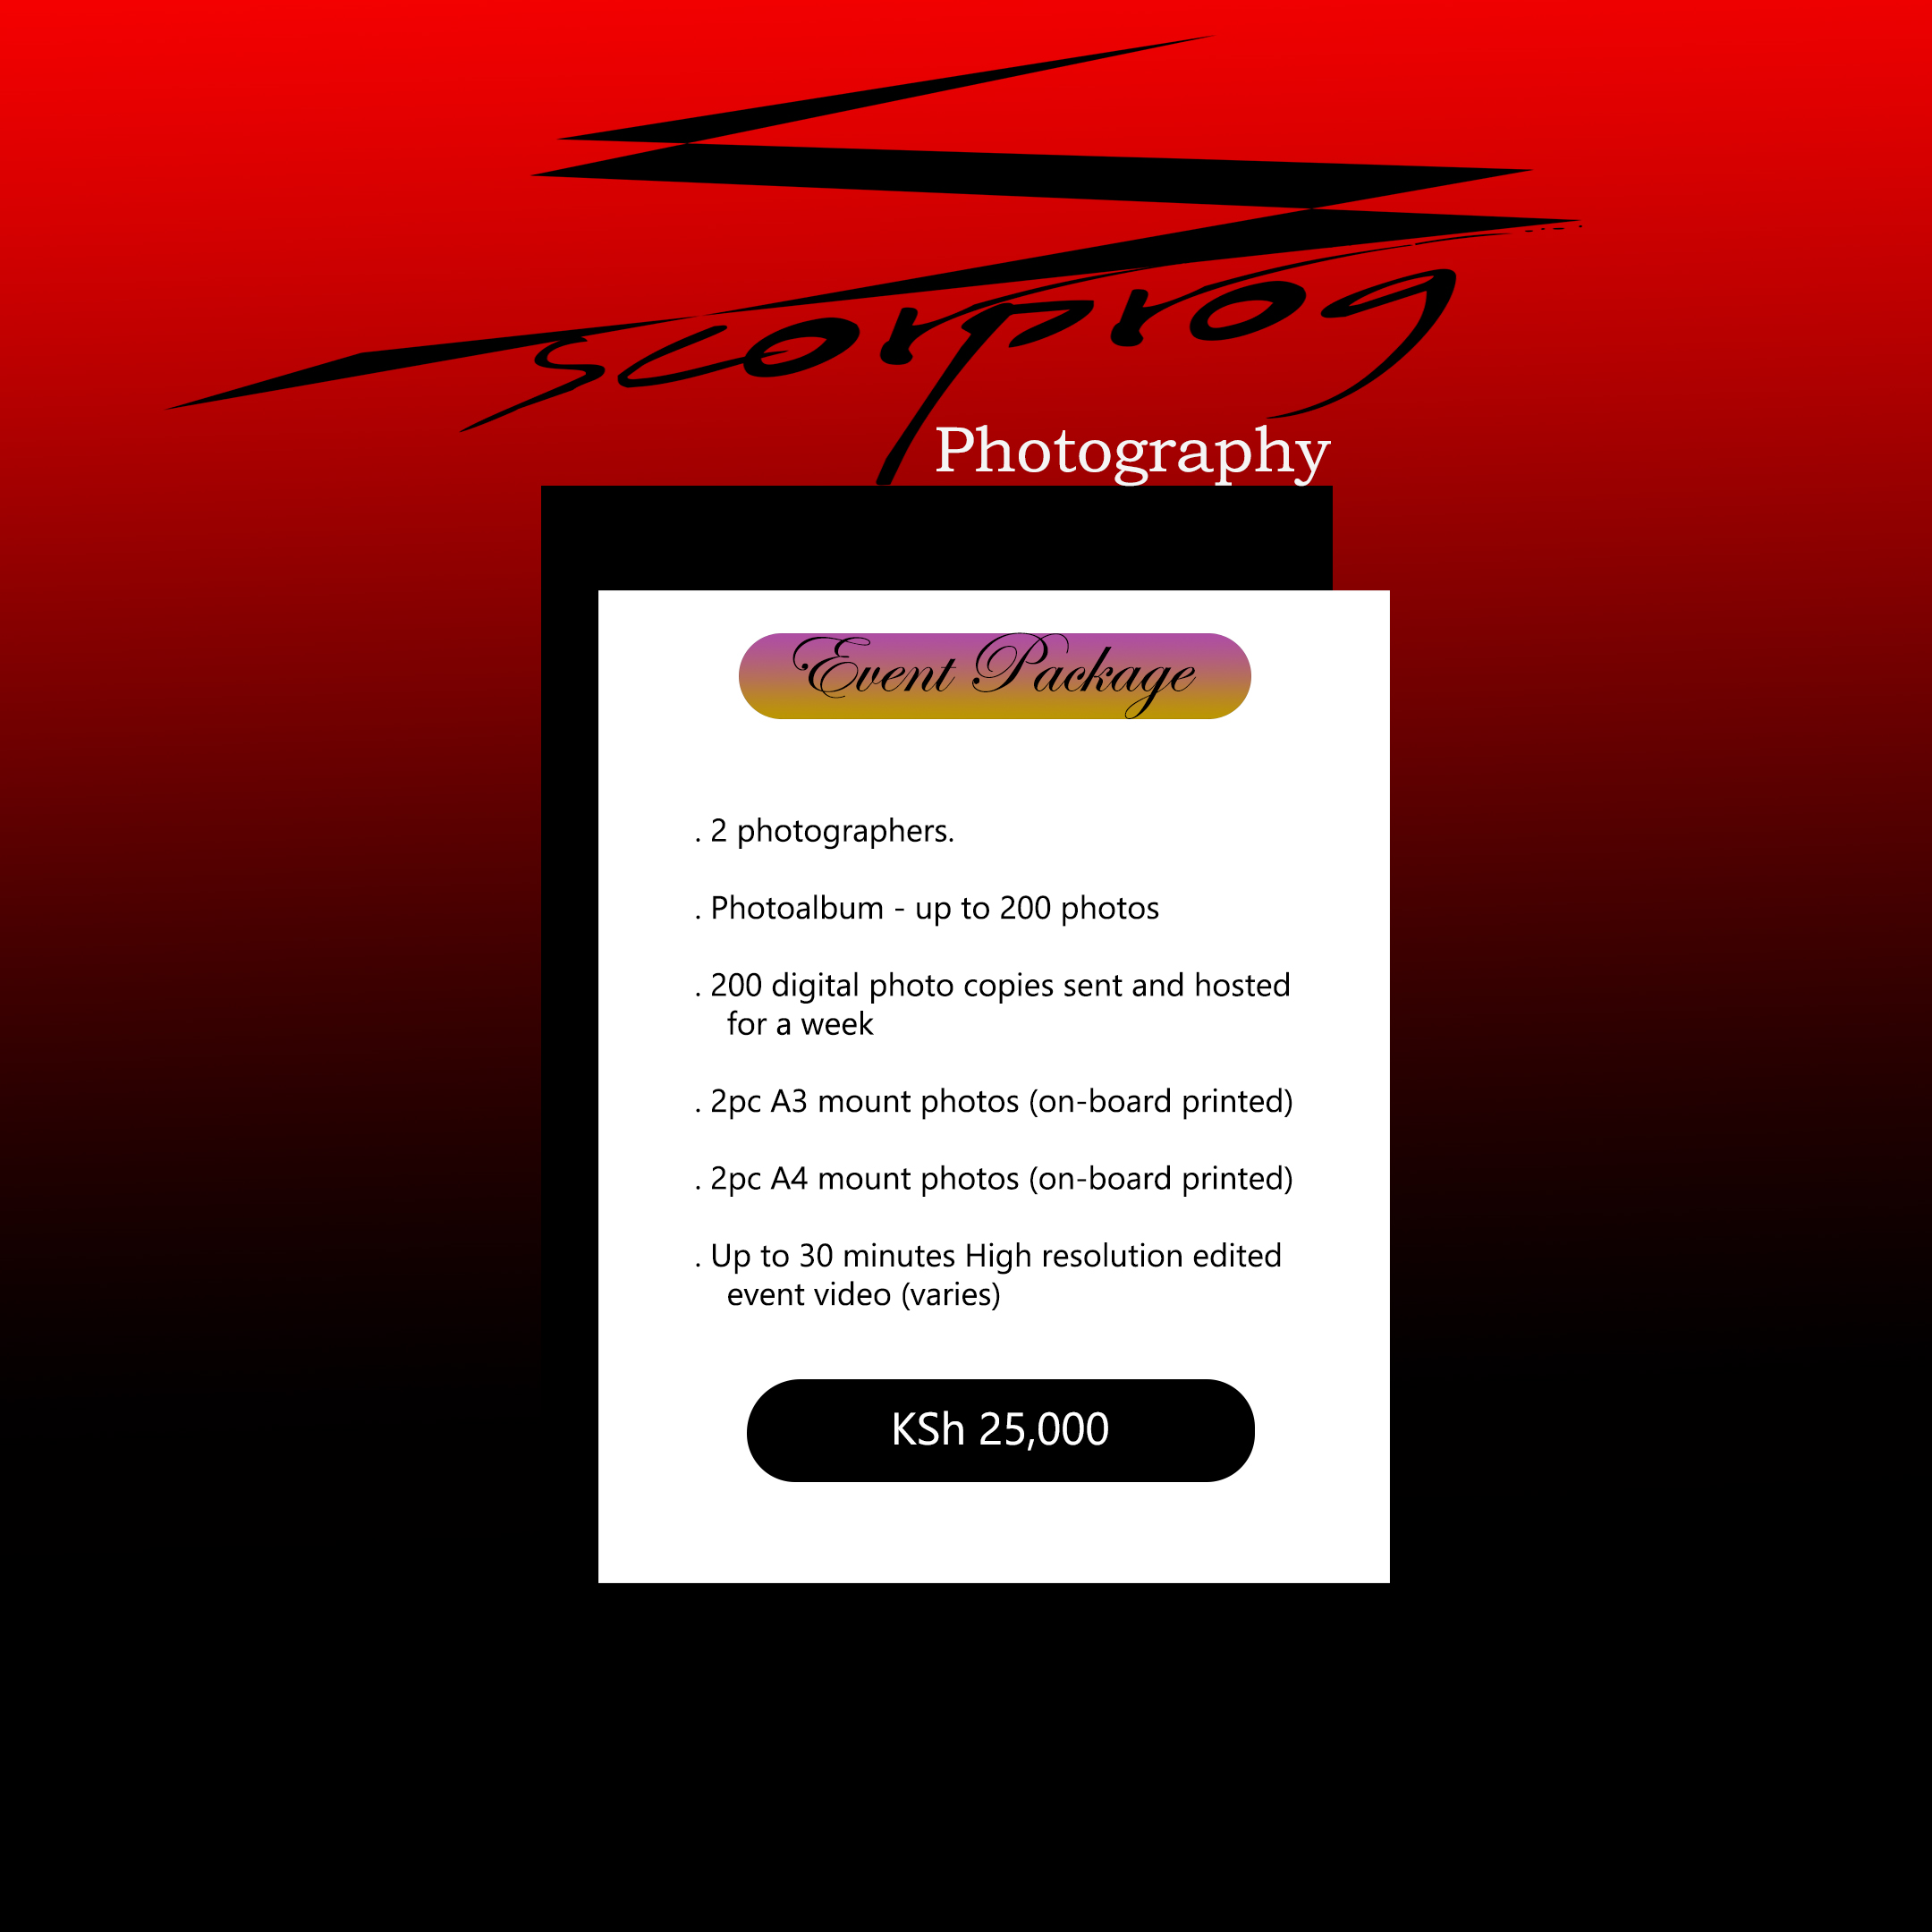 scorprog
Photography
Event Package
. 2 photographers.
. Photoalbum - up to 200 photos
. 200 digital photo copies sent and hosted
for a week
. 2pc A3 mount photos (on-board printed)
. 2pc A4 mount photos (on-board printed)
. Up to 30 minutes High resolution edited
event video (varies)
KSh 25,000